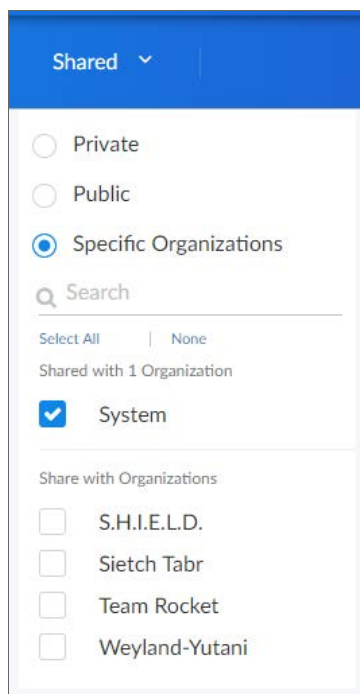 Shared
Private
Public
Specific Organizations
Search
Select All | None
Shared with 1 Organization
System
Share with Organizations
S.H.I.E.L.D.
Sietch Tabr
Team Rocket
Weyland-Yutani